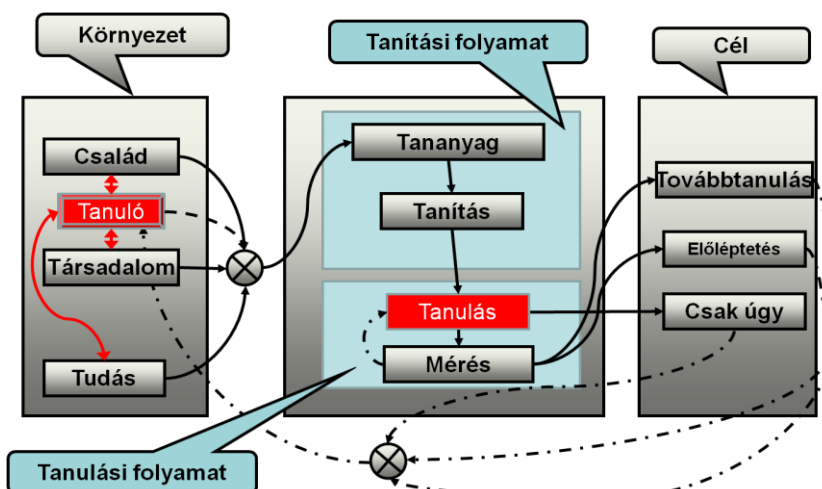 Környezet
Tanítási folyamat
Cél
Család
Tanuló
Társadalom
Tudás
Tananyag
Tanítás
Tanulás
Mérés
Továbbtanulás
Előléptetés
Csak úgy
Tanulási folyamat